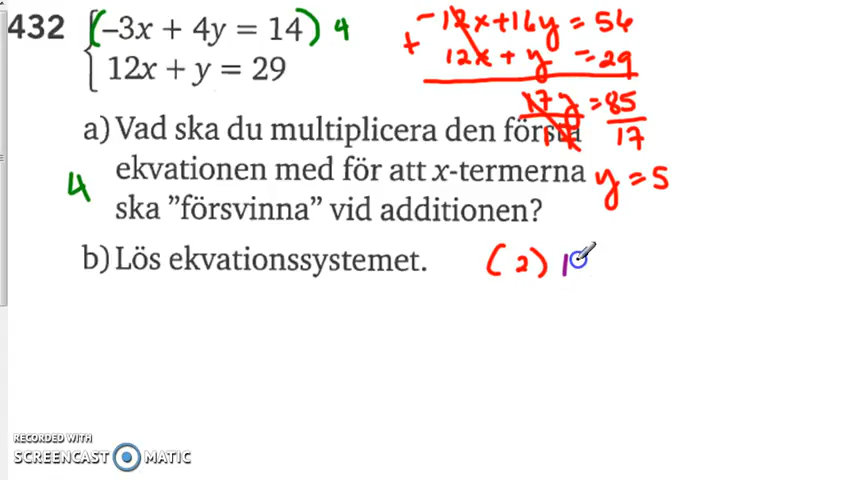 432 (–3x + 4y = 14) 4
12x + y = 29
a) Vad ska du multiplicera den första
ekvationen med för att x-termerna
ska ”försvinna” vid additionen?
4
b) Lös ekvationssystemet.
-12x+16y = 56
+ 12x + y = 29
17y = 85
17 17
y = 5
(2) 1
RECORDED WITH
SCREENCAST MATIC